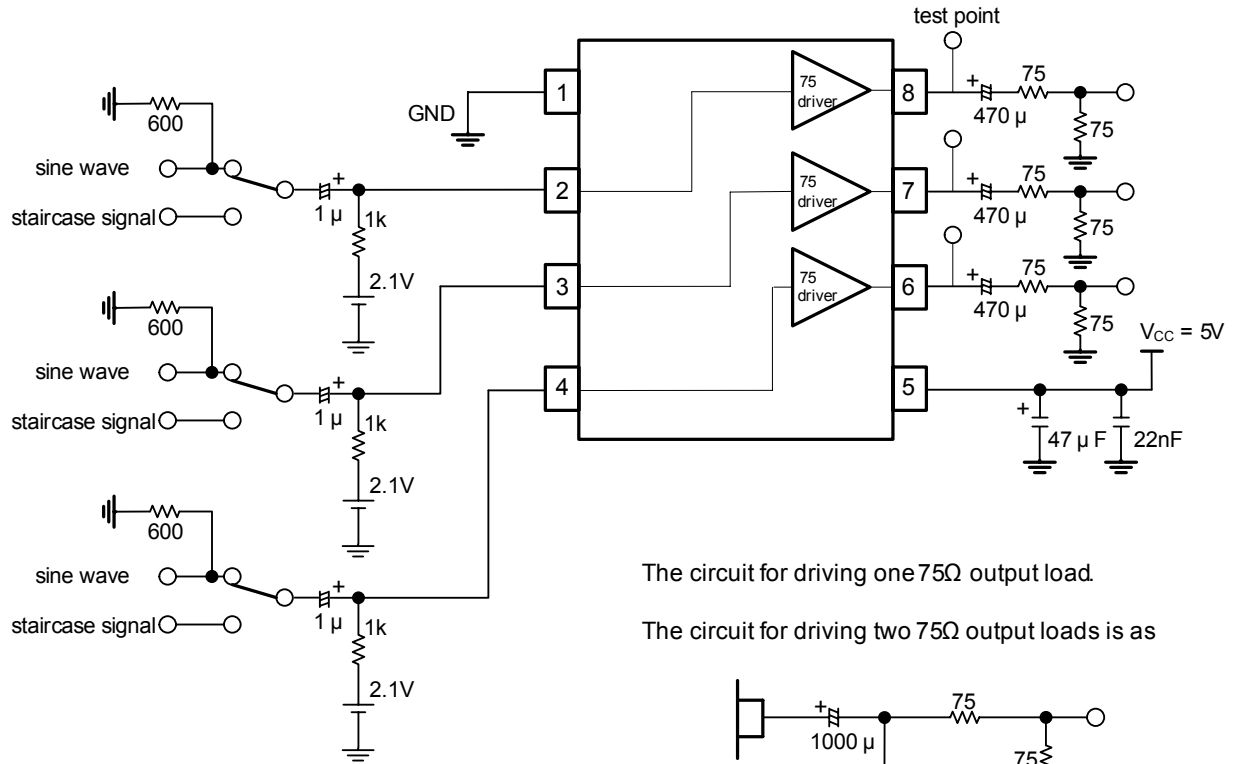 test point
GND
600
sine wave
staircase signal
1 µ
+
1k
2.1V
600
sine wave
staircase signal
1 µ
+
1k
2.1V
600
sine wave
staircase signal
1 µ
+
1k
2.1V
1
2
3
4
75
driver
75
driver
75
driver
8
7
6
5
+
470 µ
75
75
+
470 µ
75
75
+
470 µ
75
75
VCC = 5V
+
47 µ F
22nF
The circuit for driving one 75Ω output load.
The circuit for driving two 75Ω output loads is as
+
1000 µ
75
75